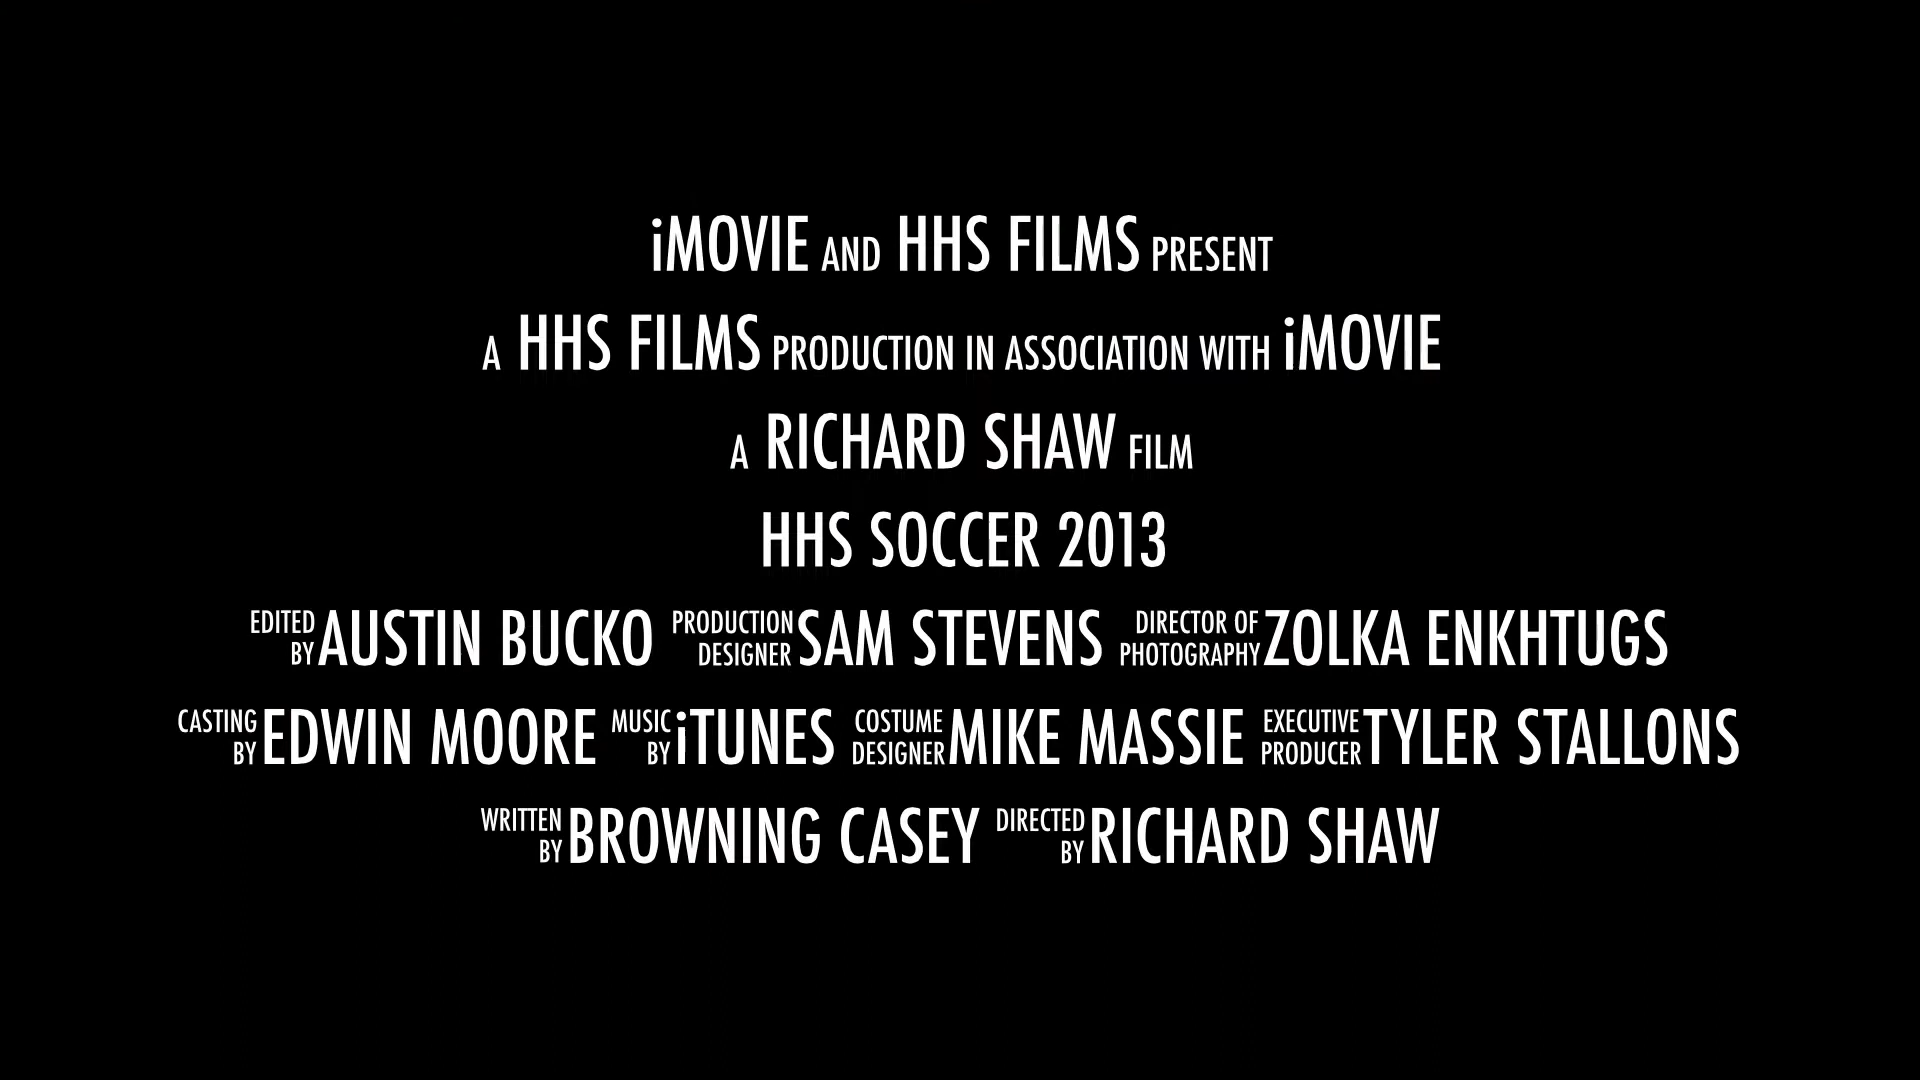 iMOVIE AND HHS FILMS PRESENT
A HHS FILMS PRODUCTION IN ASSOCIATION WITH iMOVIE
A RICHARD SHAW FILM
HHS SOCCER 2013
EDITED BY AUSTIN BUCKO PRODUCTION DESIGNER SAM STEVENS DIRECTOR OF PHOTOGRAPHY ZOLKA ENKHTUGS
CASTING BY EDWIN MOORE MUSIC BY iTUNES COSTUME DESIGNER MIKE MASSIE EXECUTIVE PRODUCER TYLER STALLONS
WRITTEN BY BROWNING CASEY DIRECTED BY RICHARD SHAW